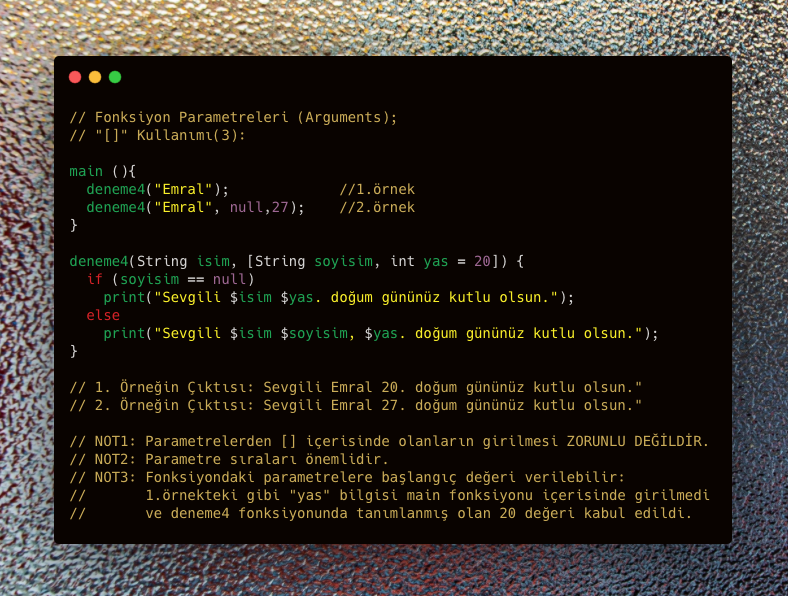 // Fonksiyon Parametreleri (Arguments);
// "[]" Kullanımı(3):
main (){
  deneme4("Emral");             //1.örnek
  deneme4("Emral", null,27);    //2.örnek
}
deneme4(String isim, [String soyisim, int yas = 20]) {
  if (soyisim == null)
    print("Sevgili $isim $yas. doğum gününüz kutlu olsun.");
  else
    print("Sevgili $isim $soyisim, $yas. doğum gününüz kutlu olsun.");
}
// 1. Örneğin Çıktısı: Sevgili Emral 20. doğum gününüz kutlu olsun."
// 2. Örneğin Çıktısı: Sevgili Emral 27. doğum gününüz kutlu olsun."
// NOT1: Parametrelerden [] içerisinde olanların girilmesi ZORUNLU DEĞİLDİR.
// NOT2: Parametre sıraları önemlidir.
// NOT3: Fonksiyondaki parametrelere başlangıç değeri verilebilir:
//       1.örnekteki gibi "yas" bilgisi main fonksiyonu içerisinde girilmedi
//       ve deneme4 fonksiyonunda tanımlanmış olan 20 değeri kabul edildi.